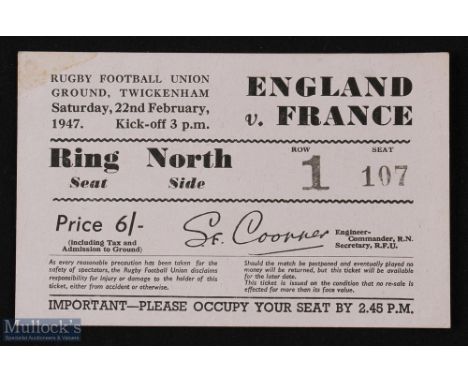 RUGBY FOOTBALL UNION
GROUND, TWICKENHAM
Saturday, 22nd February,
1947. Kick-off 3 p.m.
ENGLAND
v. FRANCE
Ring North
Seat Side
ROW SEAT
1 107
Price 6/-
(including Tax and
Admission to Ground)
Engineer-
Commander, R.N.
Secretary, R.F.U.
As every reasonable precaution has been taken for the
safety of spectators, the Rugby Football Union disclaims
responsibility for injury or damage to the holder of this
ticket, either from accident or otherwise.
Should the match be postponed and eventually played no
money will be returned, but this ticket will be available
for the later date.
This ticket is issued on the condition that no re-sale is
effected for more than its face value.
IMPORTANT—PLEASE OCCUPY YOUR SEAT BY 2.45 P.M.
Mullock's
Specialist Auctioneers & Valuers